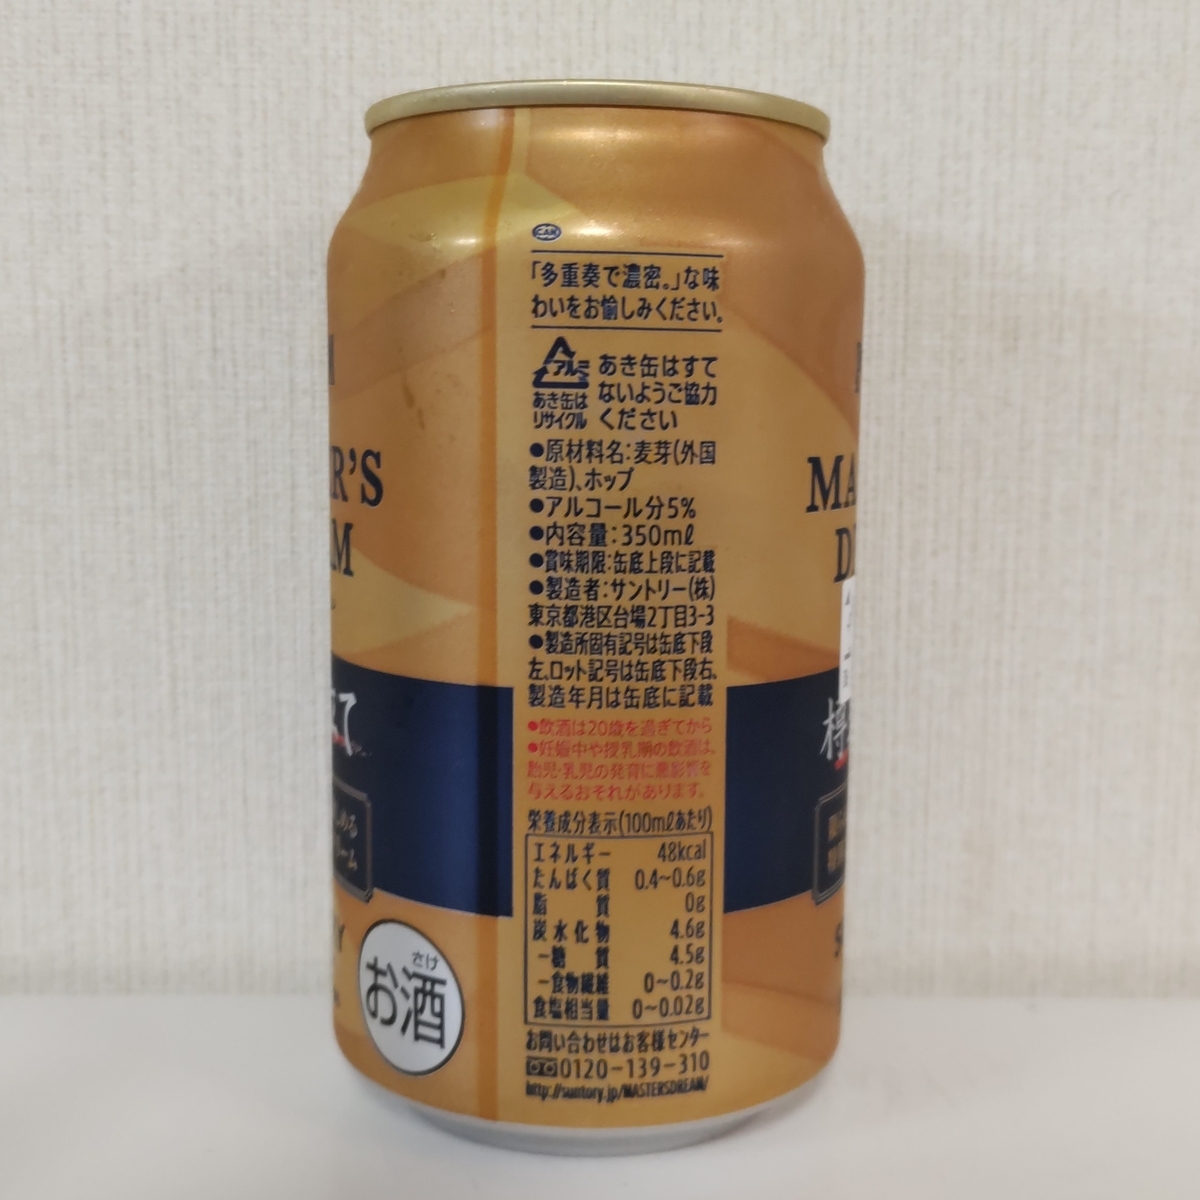 CAN
「多重奏で濃密。」な味
わいをお愉しみください。
アルミ
あき缶は
リサイクル
あき缶はすて
ないようご協力
ください
●原材料名:麦芽(外国
製造)、ホップ
●アルコール分5%
●内容量:350mℓ
●賞味期限:缶底上段に記載
●製造者:サントリー(株)
東京都港区台場2丁目3-3
●製造所固有記号は缶底下段
左、ロット記号は缶底下段右、
製造年月は缶底に記載
●飲酒は20歳を過ぎてから
●妊娠中や授乳期の飲酒は、
胎児・乳児の発育に悪影響を
与えるおそれがあります。
栄養成分表示(100mℓあたり)
エネルギー 48kcal
たんぱく質 0.4~0.6g
脂質 0g
炭水化物 4.6g
-糖質 4.5g
-食物繊維 0~0.2g
食塩相当量 0~0.02g
お問い合わせはお客様センター
0120-139-310
http://suntory.jp/MASTERSDREAM/
さけ
お酒
R'S
M
MA
D